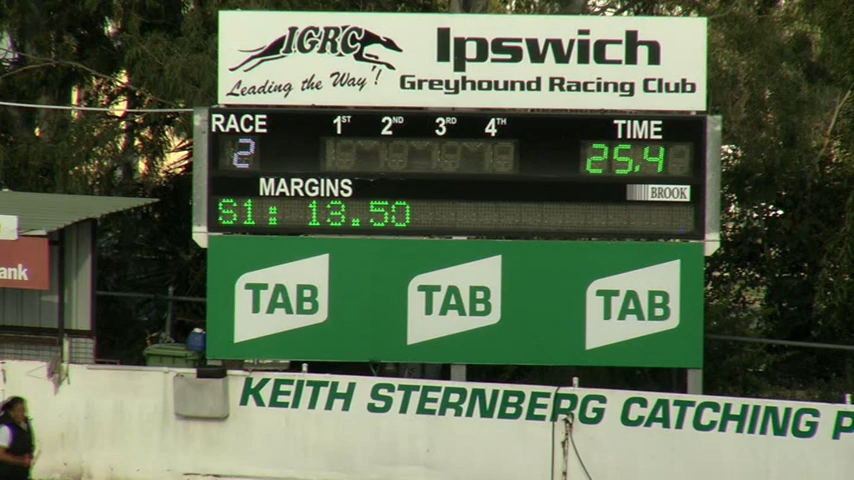 IGRC
Leading the Way!
Ipswich
Greyhound Racing Club
RACE 1ST 2ND 3RD 4TH TIME
2 25.4
MARGINS BROOK
S1: 13.50
TAB TAB TAB
nk
KEITH STERNBERG CATCHING P